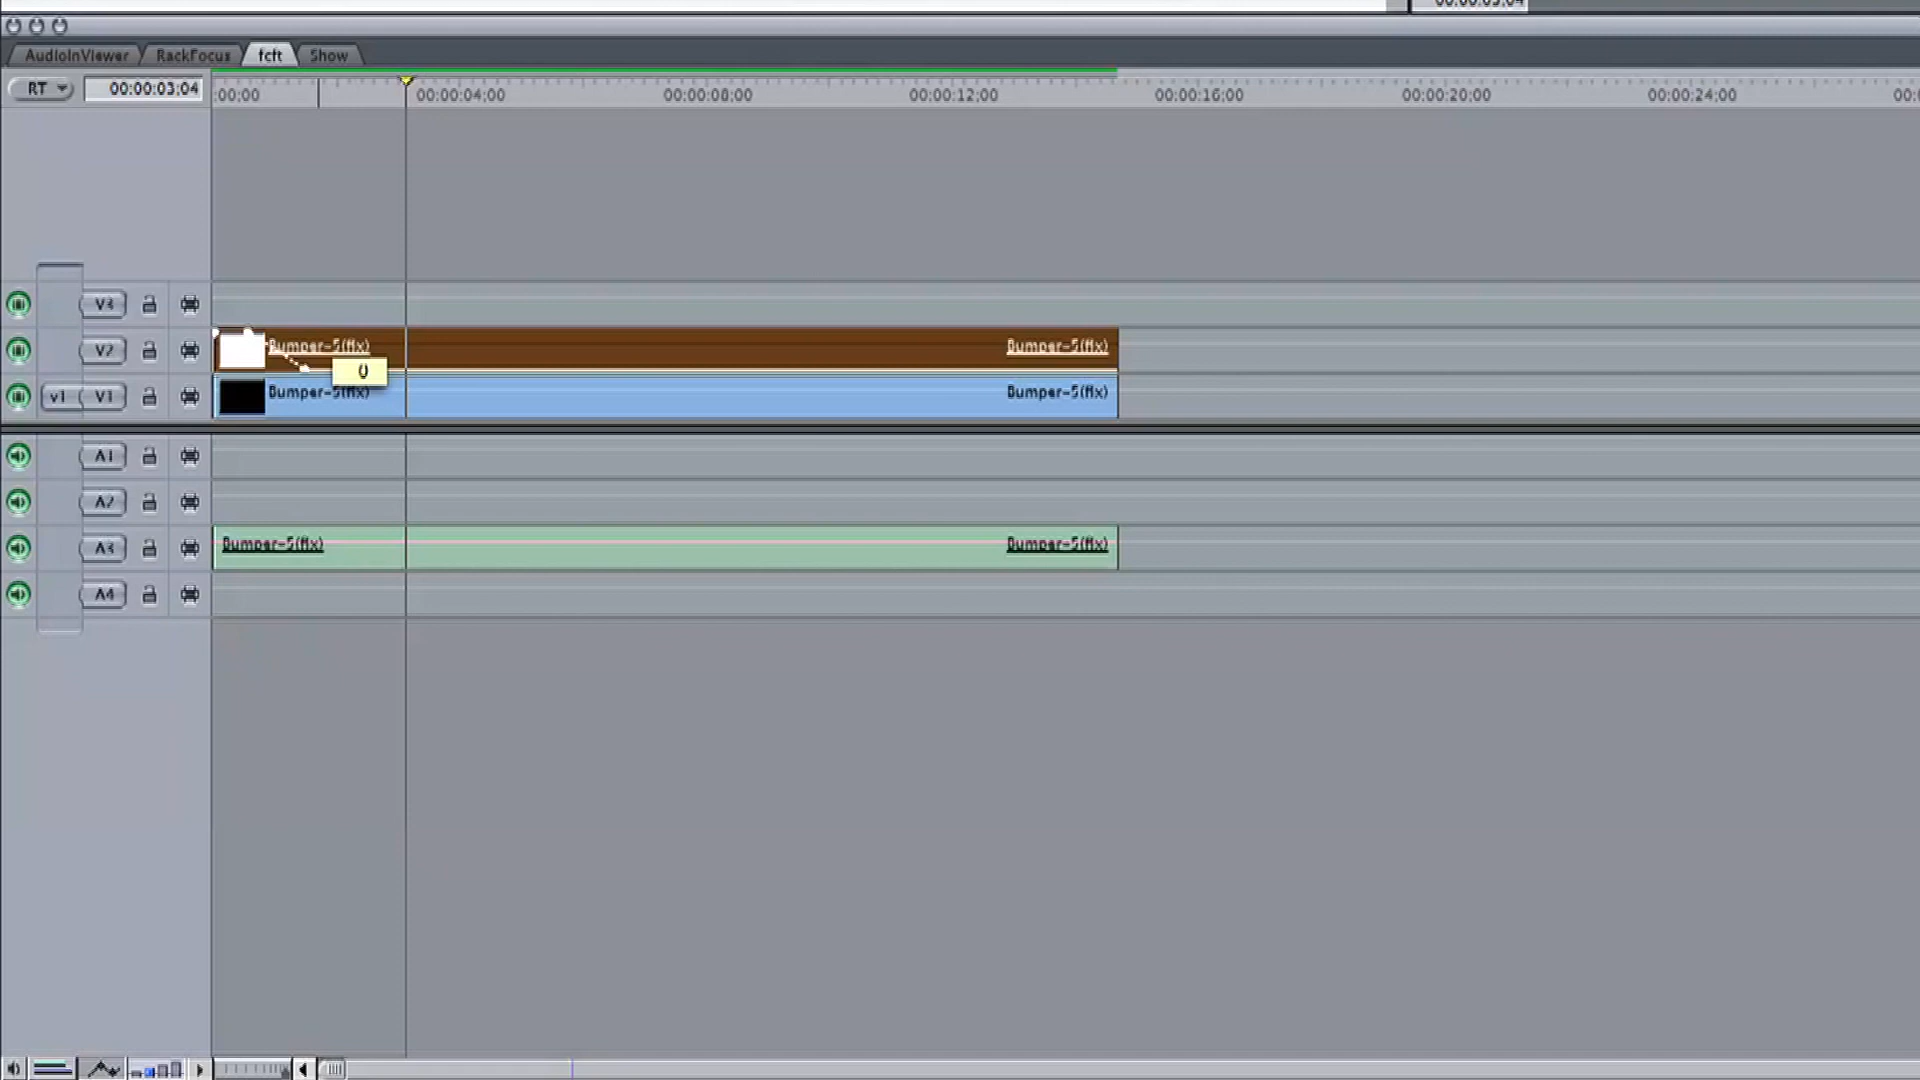 00:00:03;04
AudioInViewer RackFocus fcft Show
RT 00:00:03;04 :00;00 00:00:04;00 00:00:08;00 00:00:12;00 00:00:16;00 00:00:20;00 00:00:24;00 00:0
V3
V2 Bumper-5(flx) Bumper-5(flx)
0
v1 V1 Bumper-5(flx) Bumper-5(flx)
A1
A2
A3 Bumper-5(flx) Bumper-5(flx)
A4